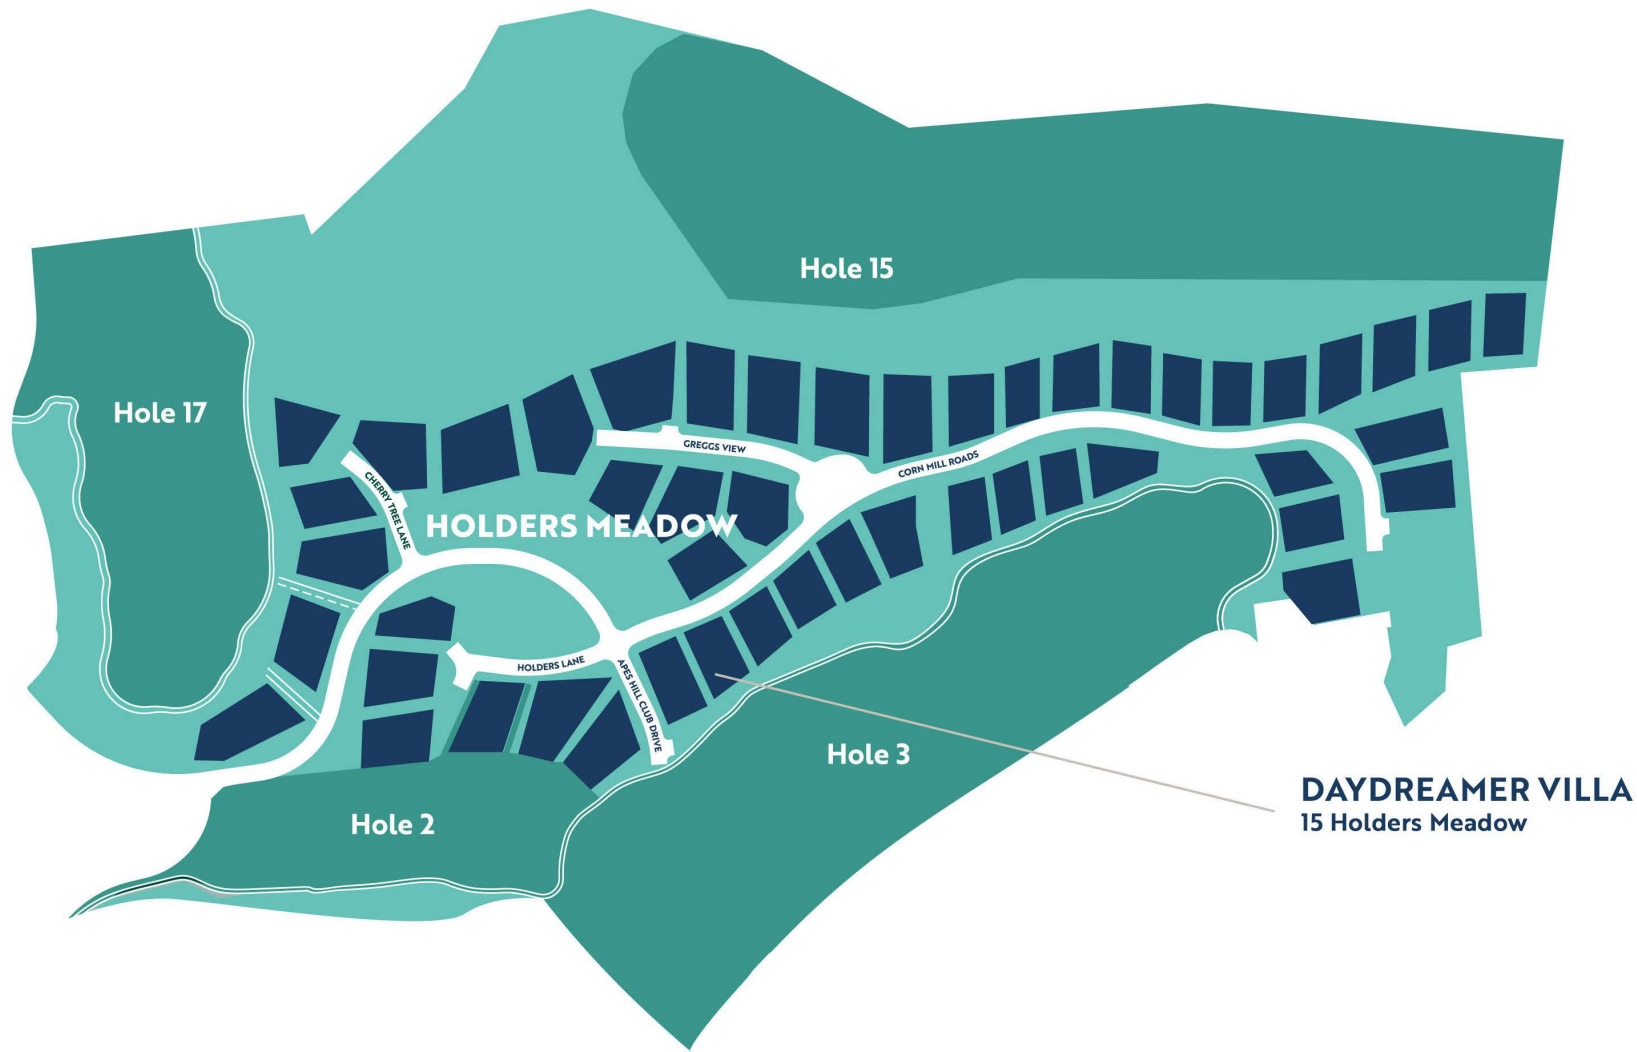 Hole 15
Hole 17
GREGGS VIEW
CORN MILL ROADS
CHERRY TREE LANE
HOLDERS MEADOW
HOLDERS LANE
APES HILL CLUB DRIVE
Hole 3
DAYDREAMER VILLA
15 Holders Meadow
Hole 2